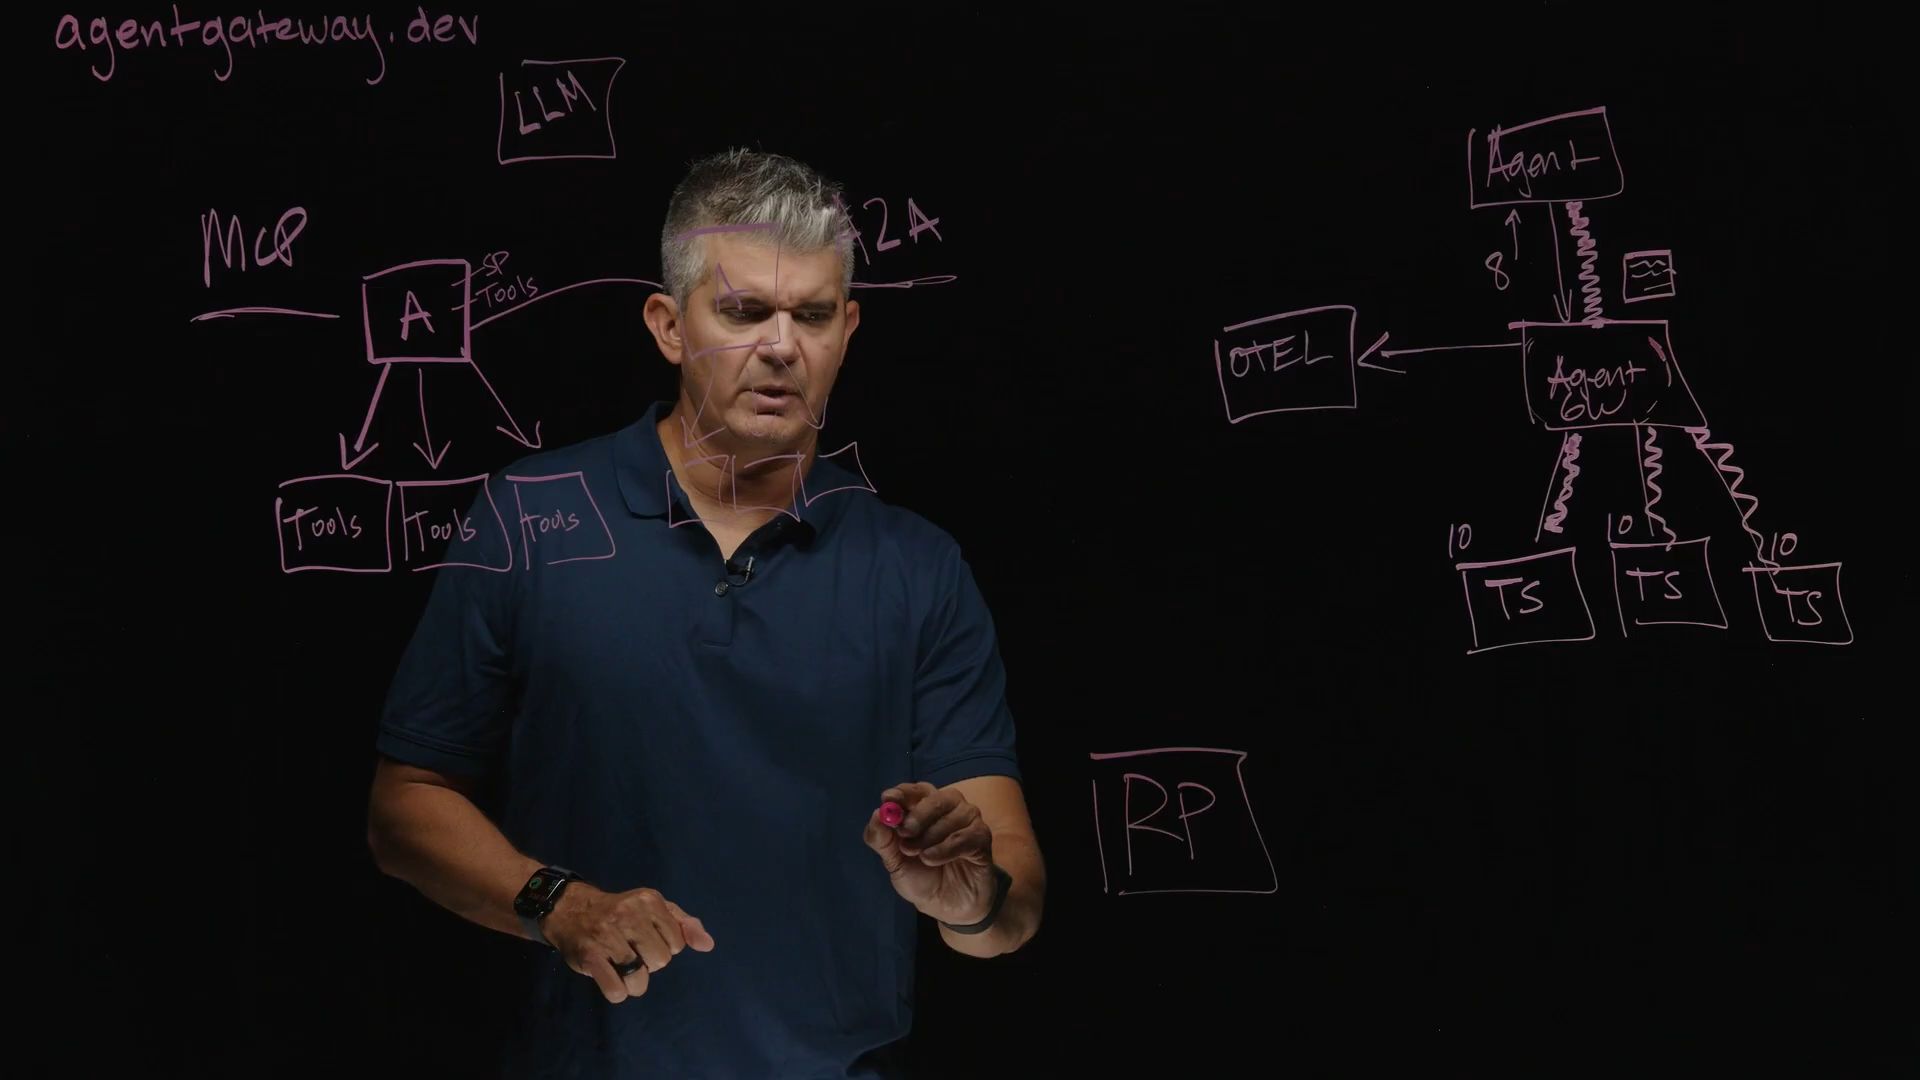 agentgateway.dev
LLM
MCP
A
SP
Tools
Tools
Tools
Tools
A2A
A
Agent
8
OTEL
Agent
GW
10
10
10
TS
TS
TS
RP